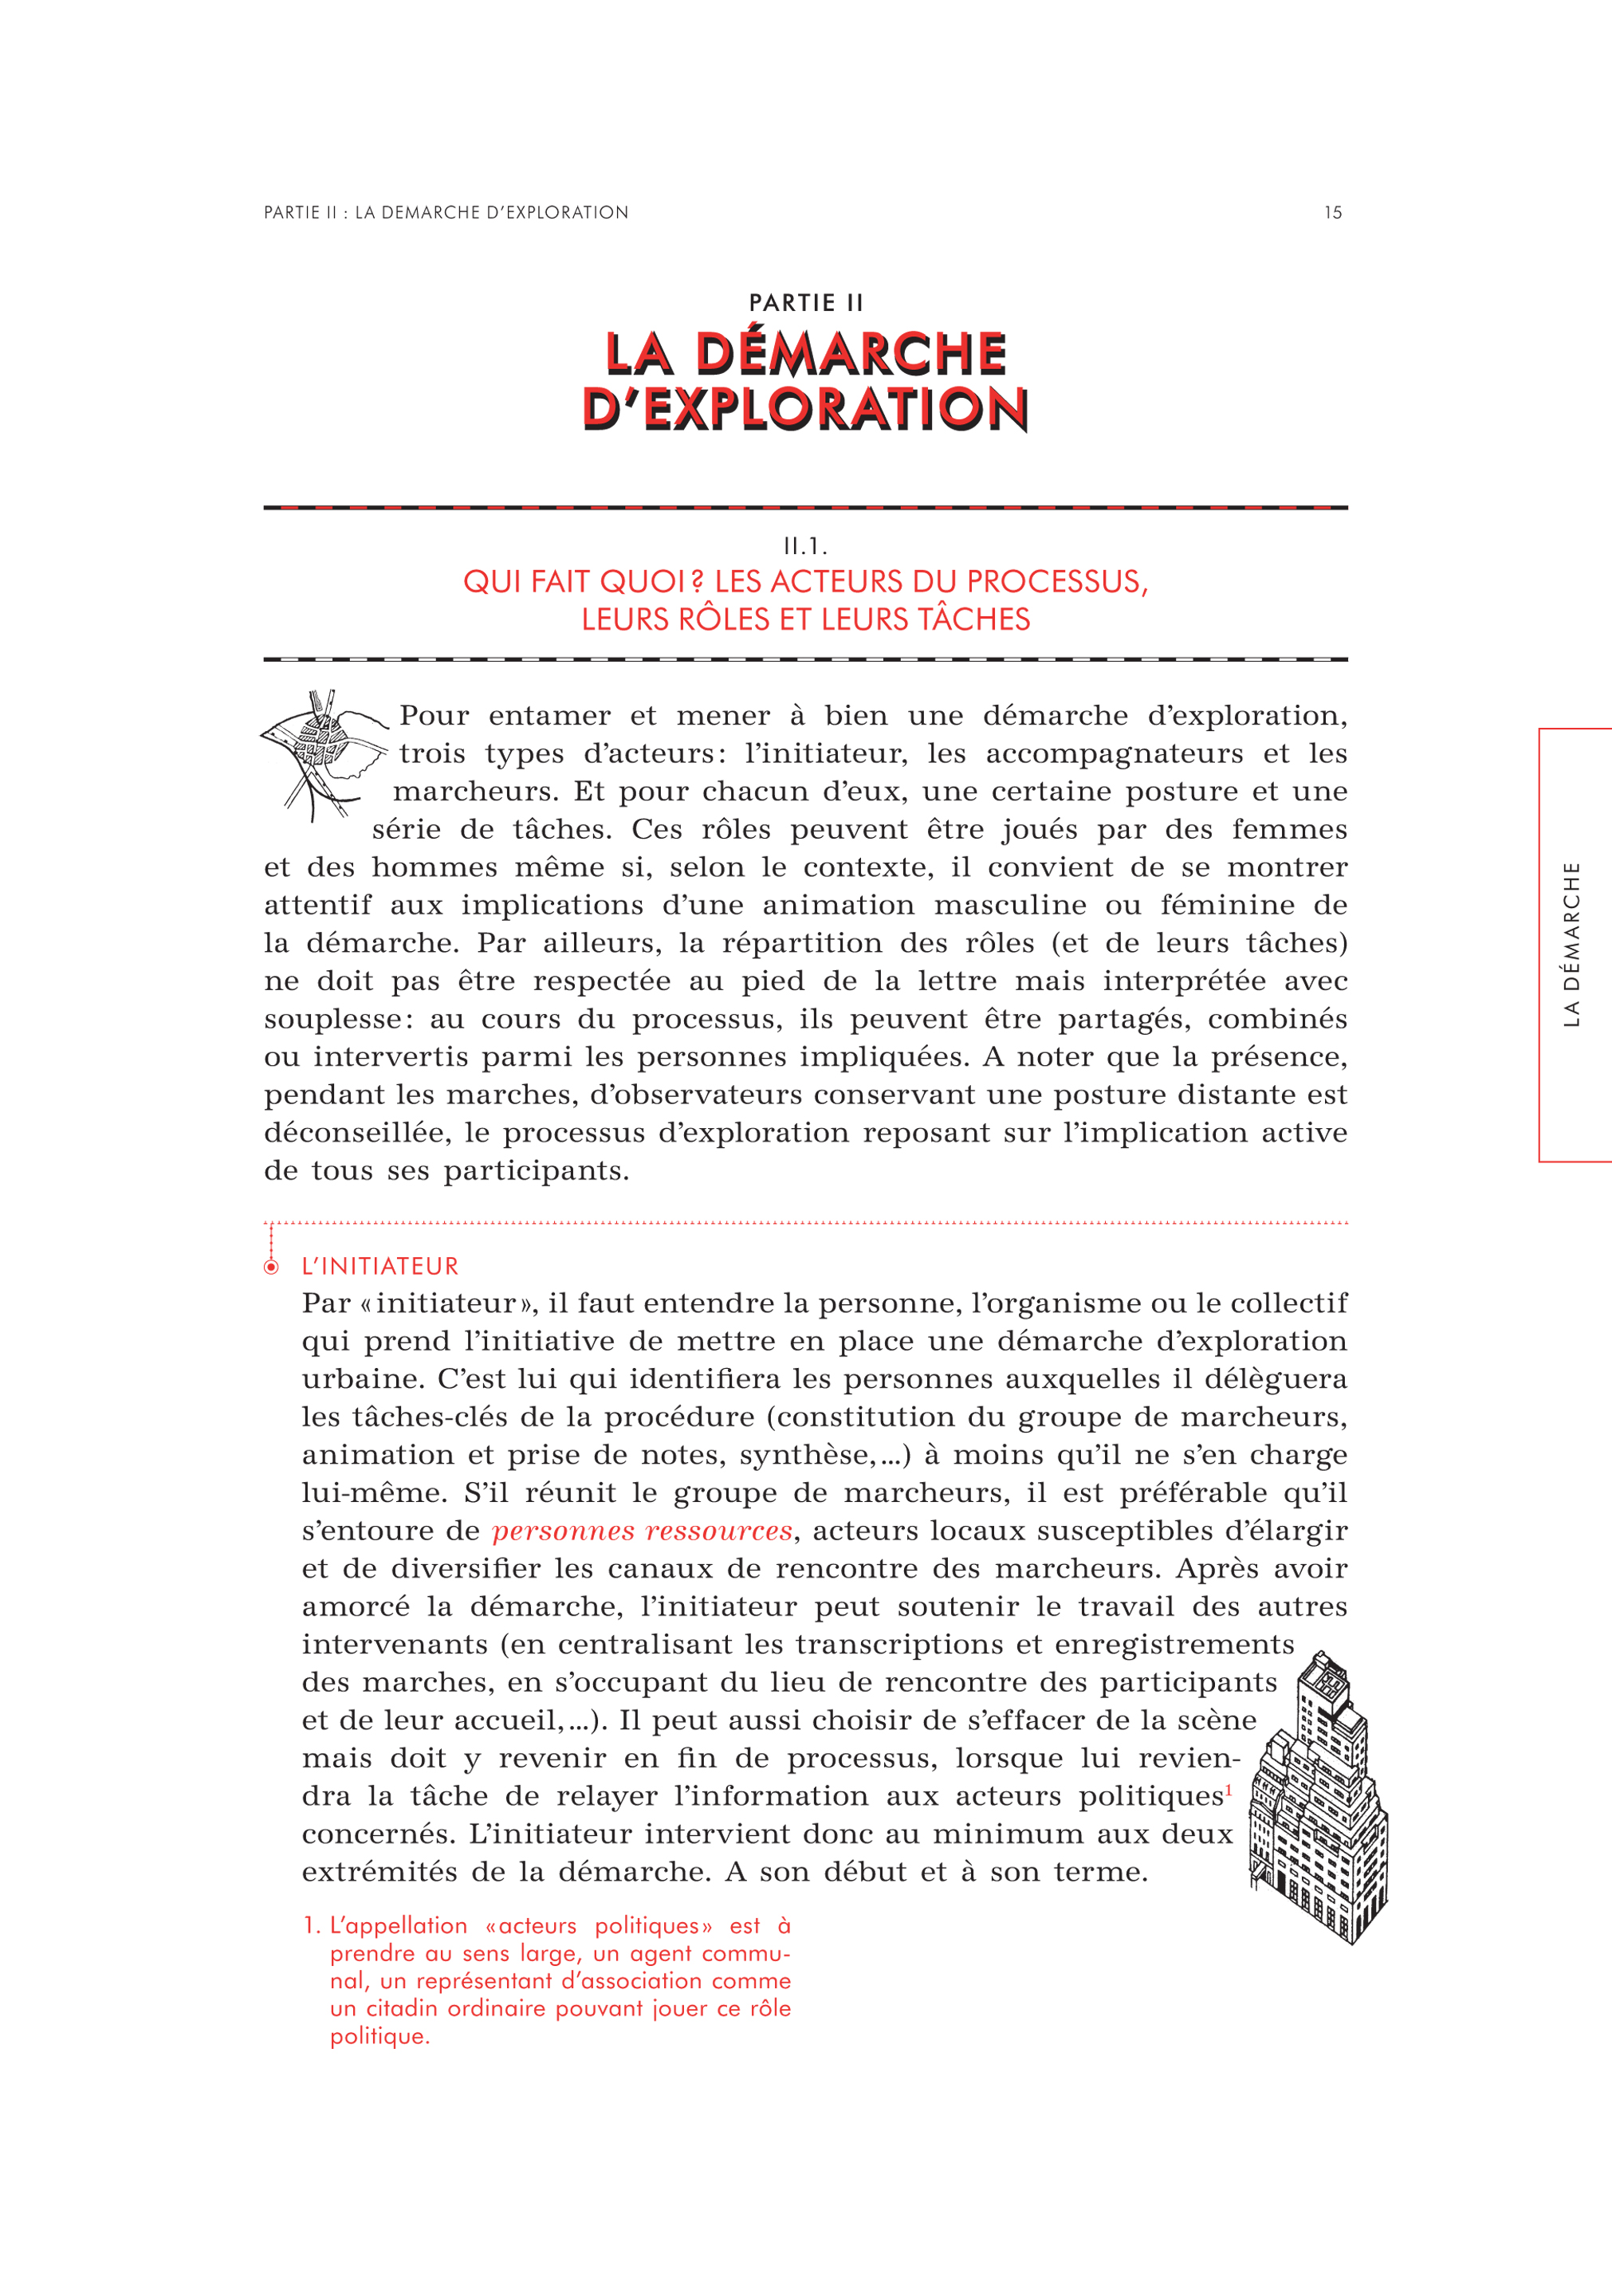 PARTIE II : LA DEMARCHE D’EXPLORATION 15
PARTIE II
LA DÉMARCHE
D’EXPLORATION
II.1.
QUI FAIT QUOI ? LES ACTEURS DU PROCESSUS,
LEURS RÔLES ET LEURS TÂCHES
Pour entamer et mener à bien une démarche d’exploration,
trois types d’acteurs : l’initiateur, les accompagnateurs et les
marcheurs. Et pour chacun d’eux, une certaine posture et une
série de tâches. Ces rôles peuvent être joués par des femmes
et des hommes même si, selon le contexte, il convient de se montrer
attentif aux implications d’une animation masculine ou féminine de
la démarche. Par ailleurs, la répartition des rôles (et de leurs tâches)
ne doit pas être respectée au pied de la lettre mais interprétée avec
souplesse : au cours du processus, ils peuvent être partagés, combinés
ou intervertis parmi les personnes impliquées. A noter que la présence,
pendant les marches, d’observateurs conservant une posture distante est
déconseillée, le processus d’exploration reposant sur l’implication active
de tous ses participants.
LA DÉMARCHE
L’INITIATEUR
Par « initiateur », il faut entendre la personne, l’organisme ou le collectif
qui prend l’initiative de mettre en place une démarche d’exploration
urbaine. C’est lui qui identifiera les personnes auxquelles il délèguera
les tâches-clés de la procédure (constitution du groupe de marcheurs,
animation et prise de notes, synthèse, ...) à moins qu’il ne s’en charge
lui-même. S’il réunit le groupe de marcheurs, il est préférable qu’il
s’entoure de personnes ressources, acteurs locaux susceptibles d’élargir
et de diversifier les canaux de rencontre des marcheurs. Après avoir
amorcé la démarche, l’initiateur peut soutenir le travail des autres
intervenants (en centralisant les transcriptions et enregistrements
des marches, en s’occupant du lieu de rencontre des participants
et de leur accueil, ...). Il peut aussi choisir de s’effacer de la scène
mais doit y revenir en fin de processus, lorsque lui revien-
dra la tâche de relayer l’information aux acteurs politiques1
concernés. L’initiateur intervient donc au minimum aux deux
extrémités de la démarche. A son début et à son terme.
1. L’appellation « acteurs politiques » est à
prendre au sens large, un agent commu-
nal, un représentant d’association comme
un citadin ordinaire pouvant jouer ce rôle
politique.